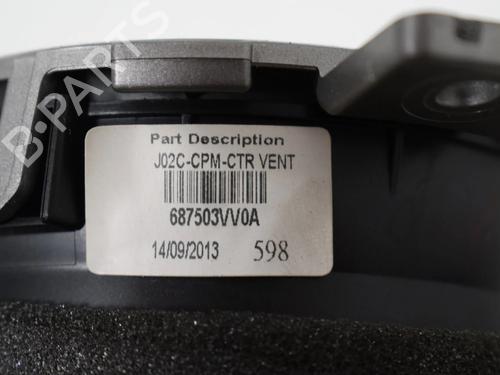 B-PARTS
Part Description
J02C-CPM-CTR VENT
687503VV0A
14/09/2013 598